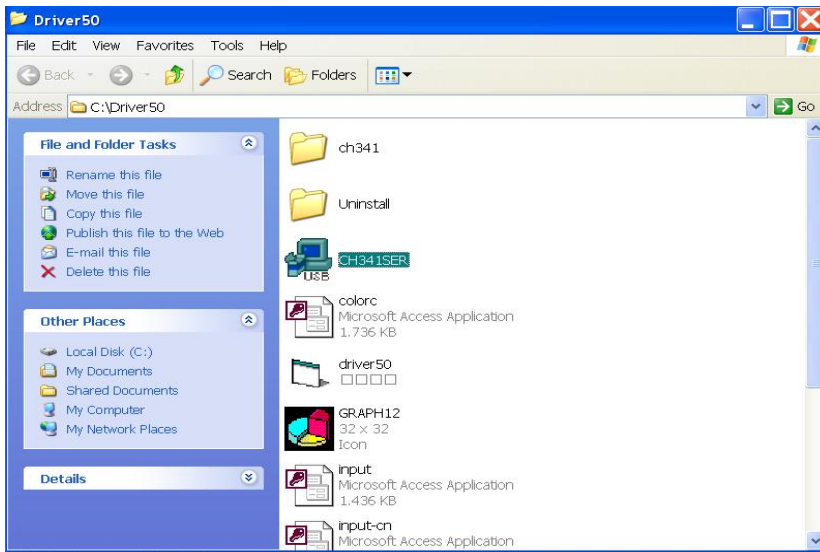 Driver50
File Edit View Favorites Tools Help
Back Search Folders
Address C:\Driver50 Go
File and Folder Tasks
Rename this file
Move this file
Copy this file
Publish this file to the Web
E-mail this file
Delete this file
Other Places
Local Disk (C:)
My Documents
Shared Documents
My Computer
My Network Places
Details
ch341
Uninstall
USB
CH341SER
colorc
Microsoft Access Application
1.736 KB
driver50
□□□□
GRAPH12
32 x 32
Icon
input
Microsoft Access Application
1.436 KB
input-cn
Microsoft Access Application